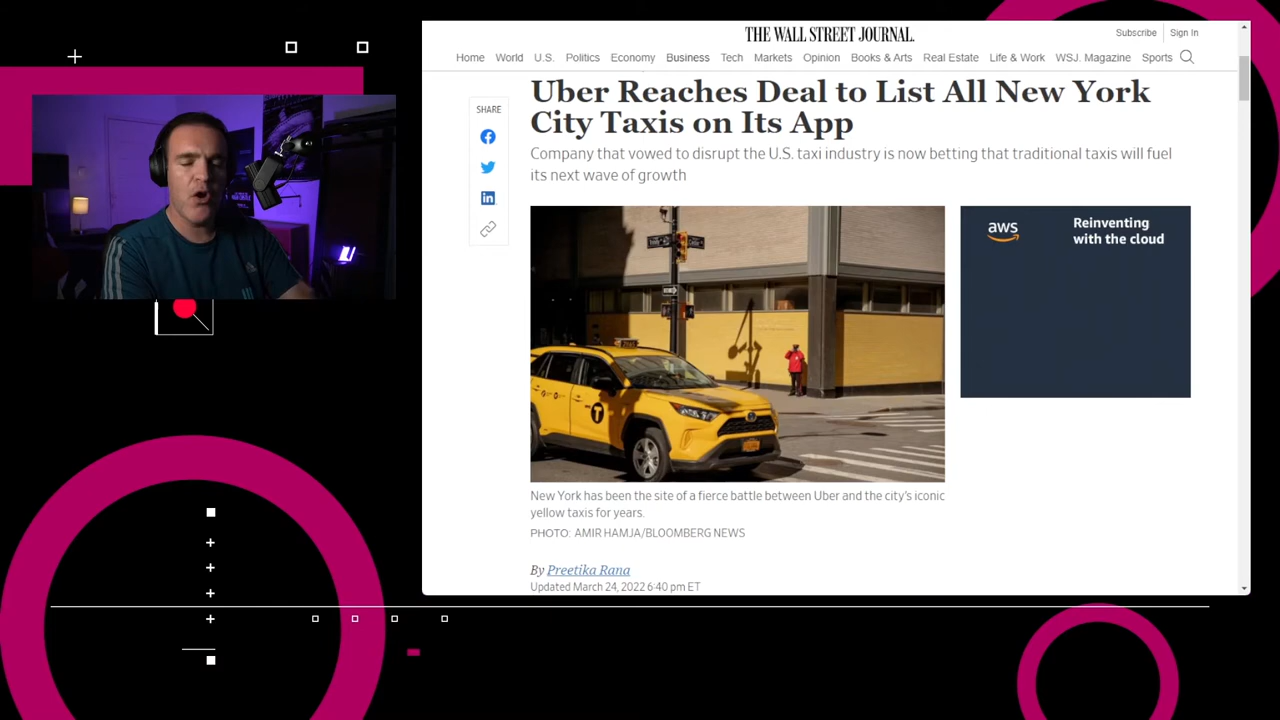 THE WALL STREET JOURNAL.
Subscribe
Sign In
Home World U.S. Politics Economy Business Tech Markets Opinion Books & Arts Real Estate Life & Work WSJ. Magazine Sports
SHARE
Uber Reaches Deal to List All New York
City Taxis on Its App
Company that vowed to disrupt the U.S. taxi industry is now betting that traditional taxis will fuel
its next wave of growth
aws
Reinventing
with the cloud
T
New York has been the site of a fierce battle between Uber and the city's iconic
yellow taxis for years.
PHOTO: AMIR HAMJA/BLOOMBERG NEWS
By Preetika Rana
Updated March 24, 2022 6:40 pm ET